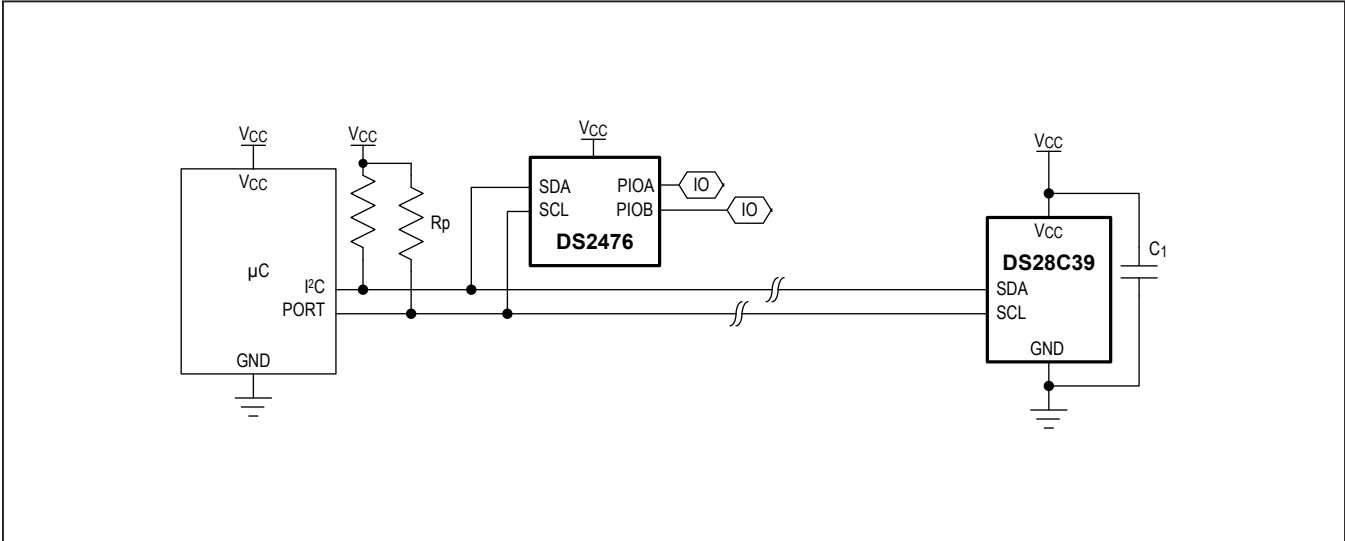 VCC
VCC
µC
I²C
PORT
GND
VCC
Rp
VCC
SDA
SCL
PIOA
PIOB
DS2476
IO
IO
VCC
VCC
DS28C39
SDA
SCL
GND
C1